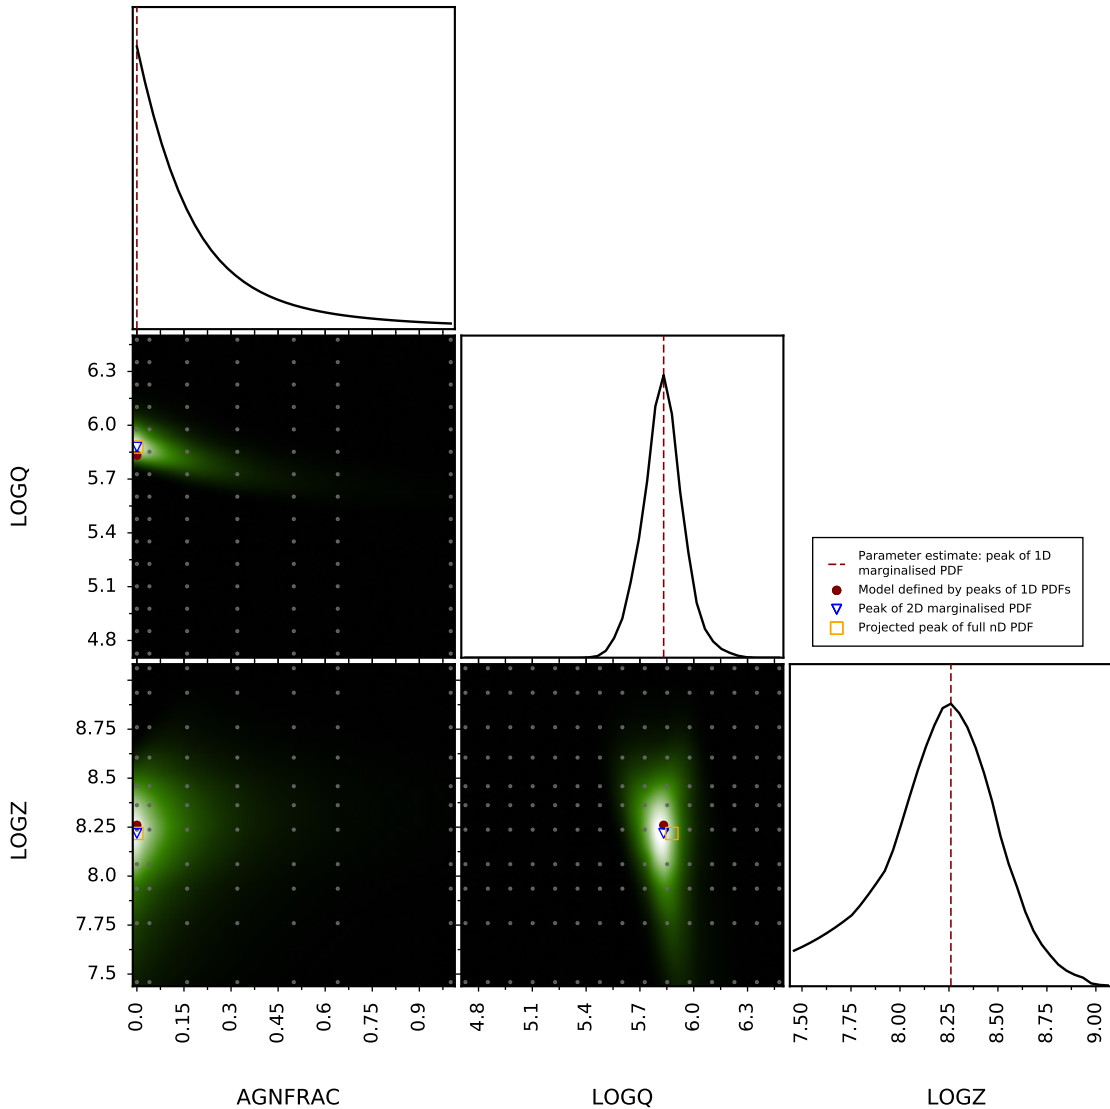 6.3
6.0
5.7
5.4
5.1
4.8
LOGQ
Parameter estimate: peak of 1D
marginalised PDF
Model defined by peaks of 1D PDFs
Peak of 2D marginalised PDF
Projected peak of full nD PDF
8.75
8.5
8.25
8.0
7.75
7.5
LOGZ
0.0 0.15 0.3 0.45 0.6 0.75 0.9
4.8 5.1 5.4 5.7 6.0 6.3
7.50 7.75 8.00 8.25 8.50 8.75 9.00
AGNFRAC LOGQ LOGZ